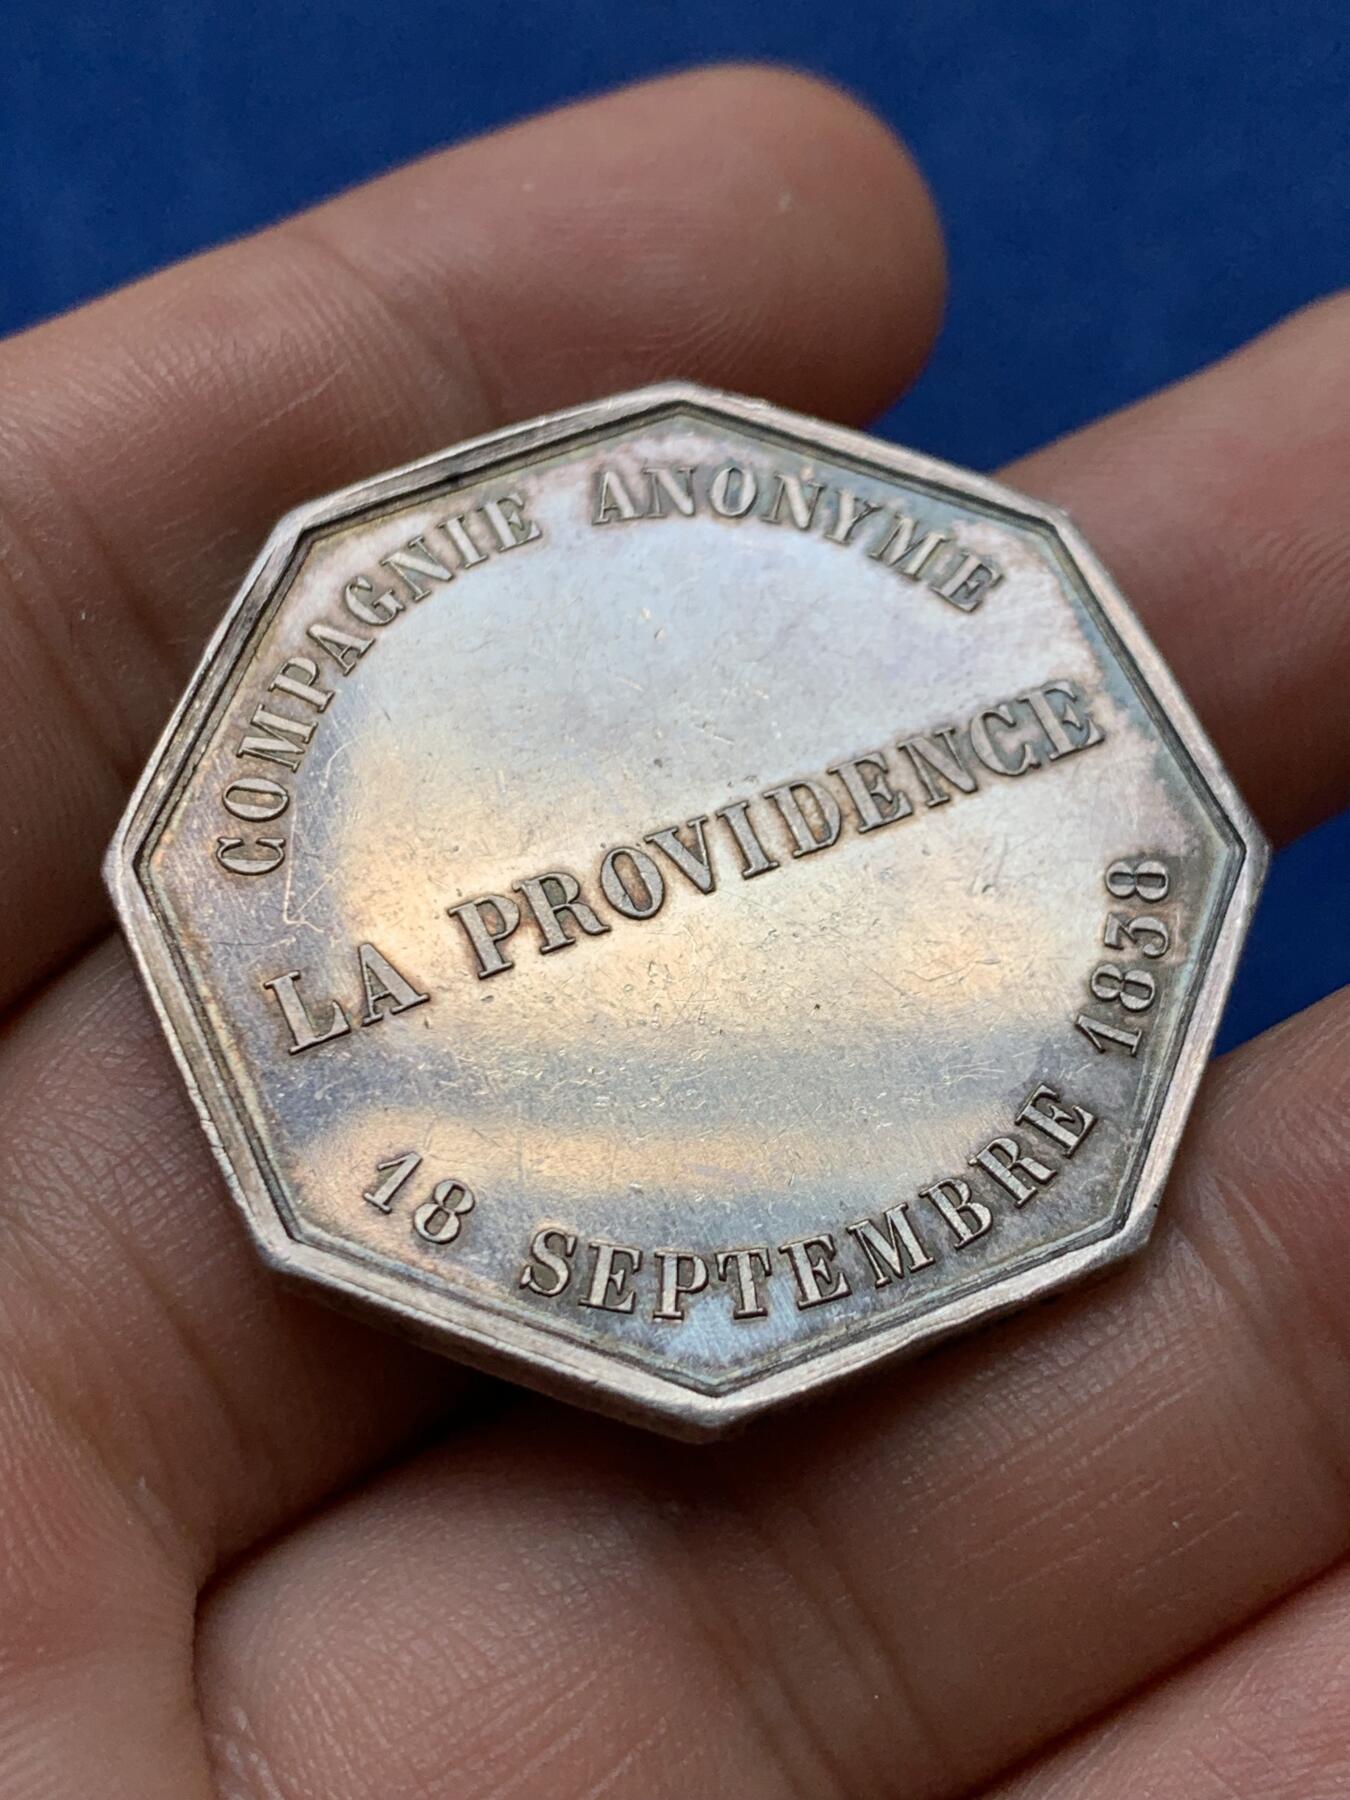 COMPAGNIE ANONYME
LA PROVIDENCE
18 SEPTEMBRE 1838